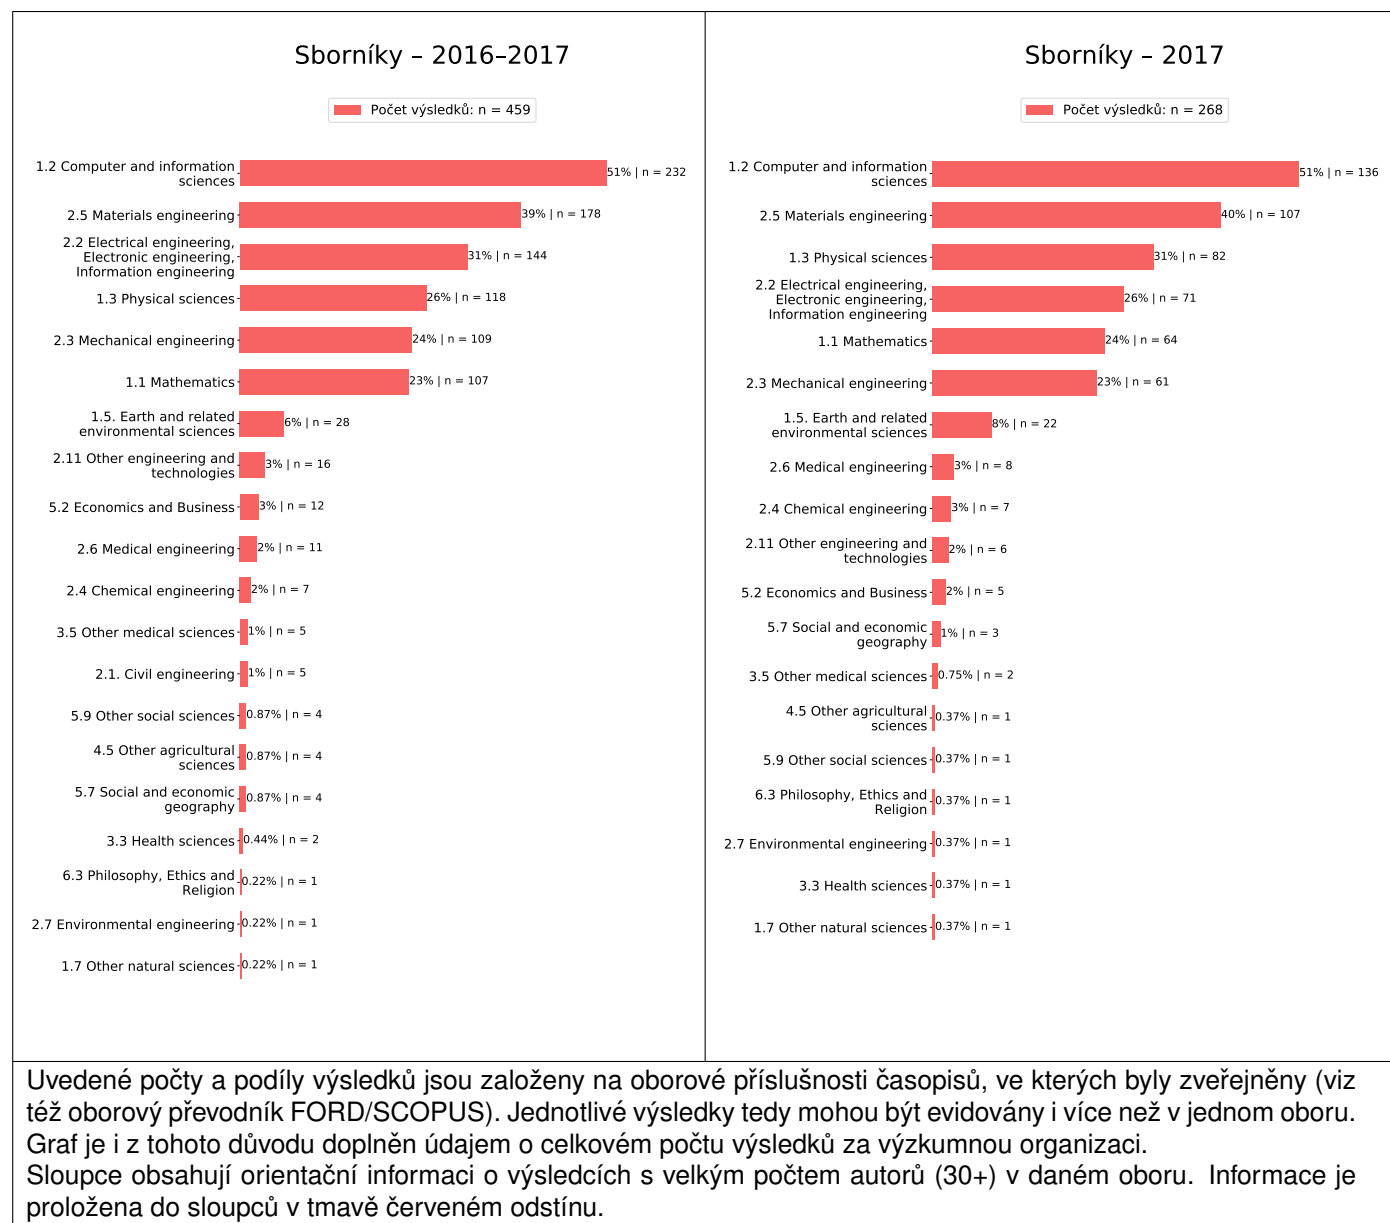 Sborníky – 2016–2017
Počet výsledků: n = 459
1.2 Computer and information
sciences
51% | n = 232
2.5 Materials engineering
39% | n = 178
2.2 Electrical engineering,
Electronic engineering,
Information engineering
31% | n = 144
1.3 Physical sciences
26% | n = 118
2.3 Mechanical engineering
24% | n = 109
1.1 Mathematics
23% | n = 107
1.5. Earth and related
environmental sciences
6% | n = 28
2.11 Other engineering and
technologies
3% | n = 16
5.2 Economics and Business
3% | n = 12
2.6 Medical engineering
2% | n = 11
2.4 Chemical engineering
2% | n = 7
3.5 Other medical sciences
1% | n = 5
2.1. Civil engineering
1% | n = 5
5.9 Other social sciences
0.87% | n = 4
4.5 Other agricultural
sciences
0.87% | n = 4
5.7 Social and economic
geography
0.87% | n = 4
3.3 Health sciences
0.44% | n = 2
6.3 Philosophy, Ethics and
Religion
0.22% | n = 1
2.7 Environmental engineering
0.22% | n = 1
1.7 Other natural sciences
0.22% | n = 1
Sborníky – 2017
Počet výsledků: n = 268
1.2 Computer and information
sciences
51% | n = 136
2.5 Materials engineering
40% | n = 107
1.3 Physical sciences
31% | n = 82
2.2 Electrical engineering,
Electronic engineering,
Information engineering
26% | n = 71
1.1 Mathematics
24% | n = 64
2.3 Mechanical engineering
23% | n = 61
1.5. Earth and related
environmental sciences
8% | n = 22
2.6 Medical engineering
3% | n = 8
2.4 Chemical engineering
3% | n = 7
2.11 Other engineering and
technologies
2% | n = 6
5.2 Economics and Business
2% | n = 5
5.7 Social and economic
geography
1% | n = 3
3.5 Other medical sciences
0.75% | n = 2
4.5 Other agricultural
sciences
0.37% | n = 1
5.9 Other social sciences
0.37% | n = 1
6.3 Philosophy, Ethics and
Religion
0.37% | n = 1
2.7 Environmental engineering
0.37% | n = 1
3.3 Health sciences
0.37% | n = 1
1.7 Other natural sciences
0.37% | n = 1
Uvedené počty a podíly výsledků jsou založeny na oborové příslušnosti časopisů, ve kterých byly zveřejněny (viz
též oborový převodník FORD/SCOPUS). Jednotlivé výsledky tedy mohou být evidovány i více než v jednom oboru.
Graf je i z tohoto důvodu doplněn údajem o celkovém počtu výsledků za výzkumnou organizaci.
Sloupce obsahují orientační informaci o výsledcích s velkým počtem autorů (30+) v daném oboru. Informace je
proložena do sloupců v tmavě červeném odstínu.